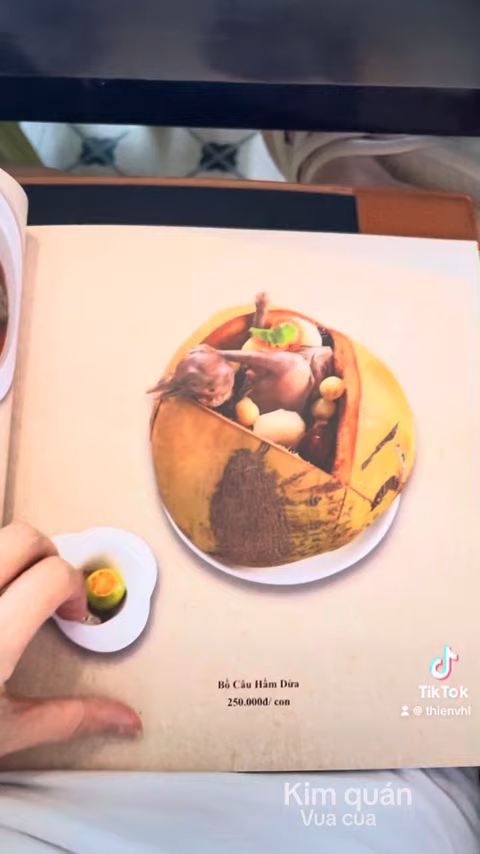 Bồ Câu Hầm Dừa
250.000đ/ con
TikTok
@ thienvhl
Kim quán
Vua cua